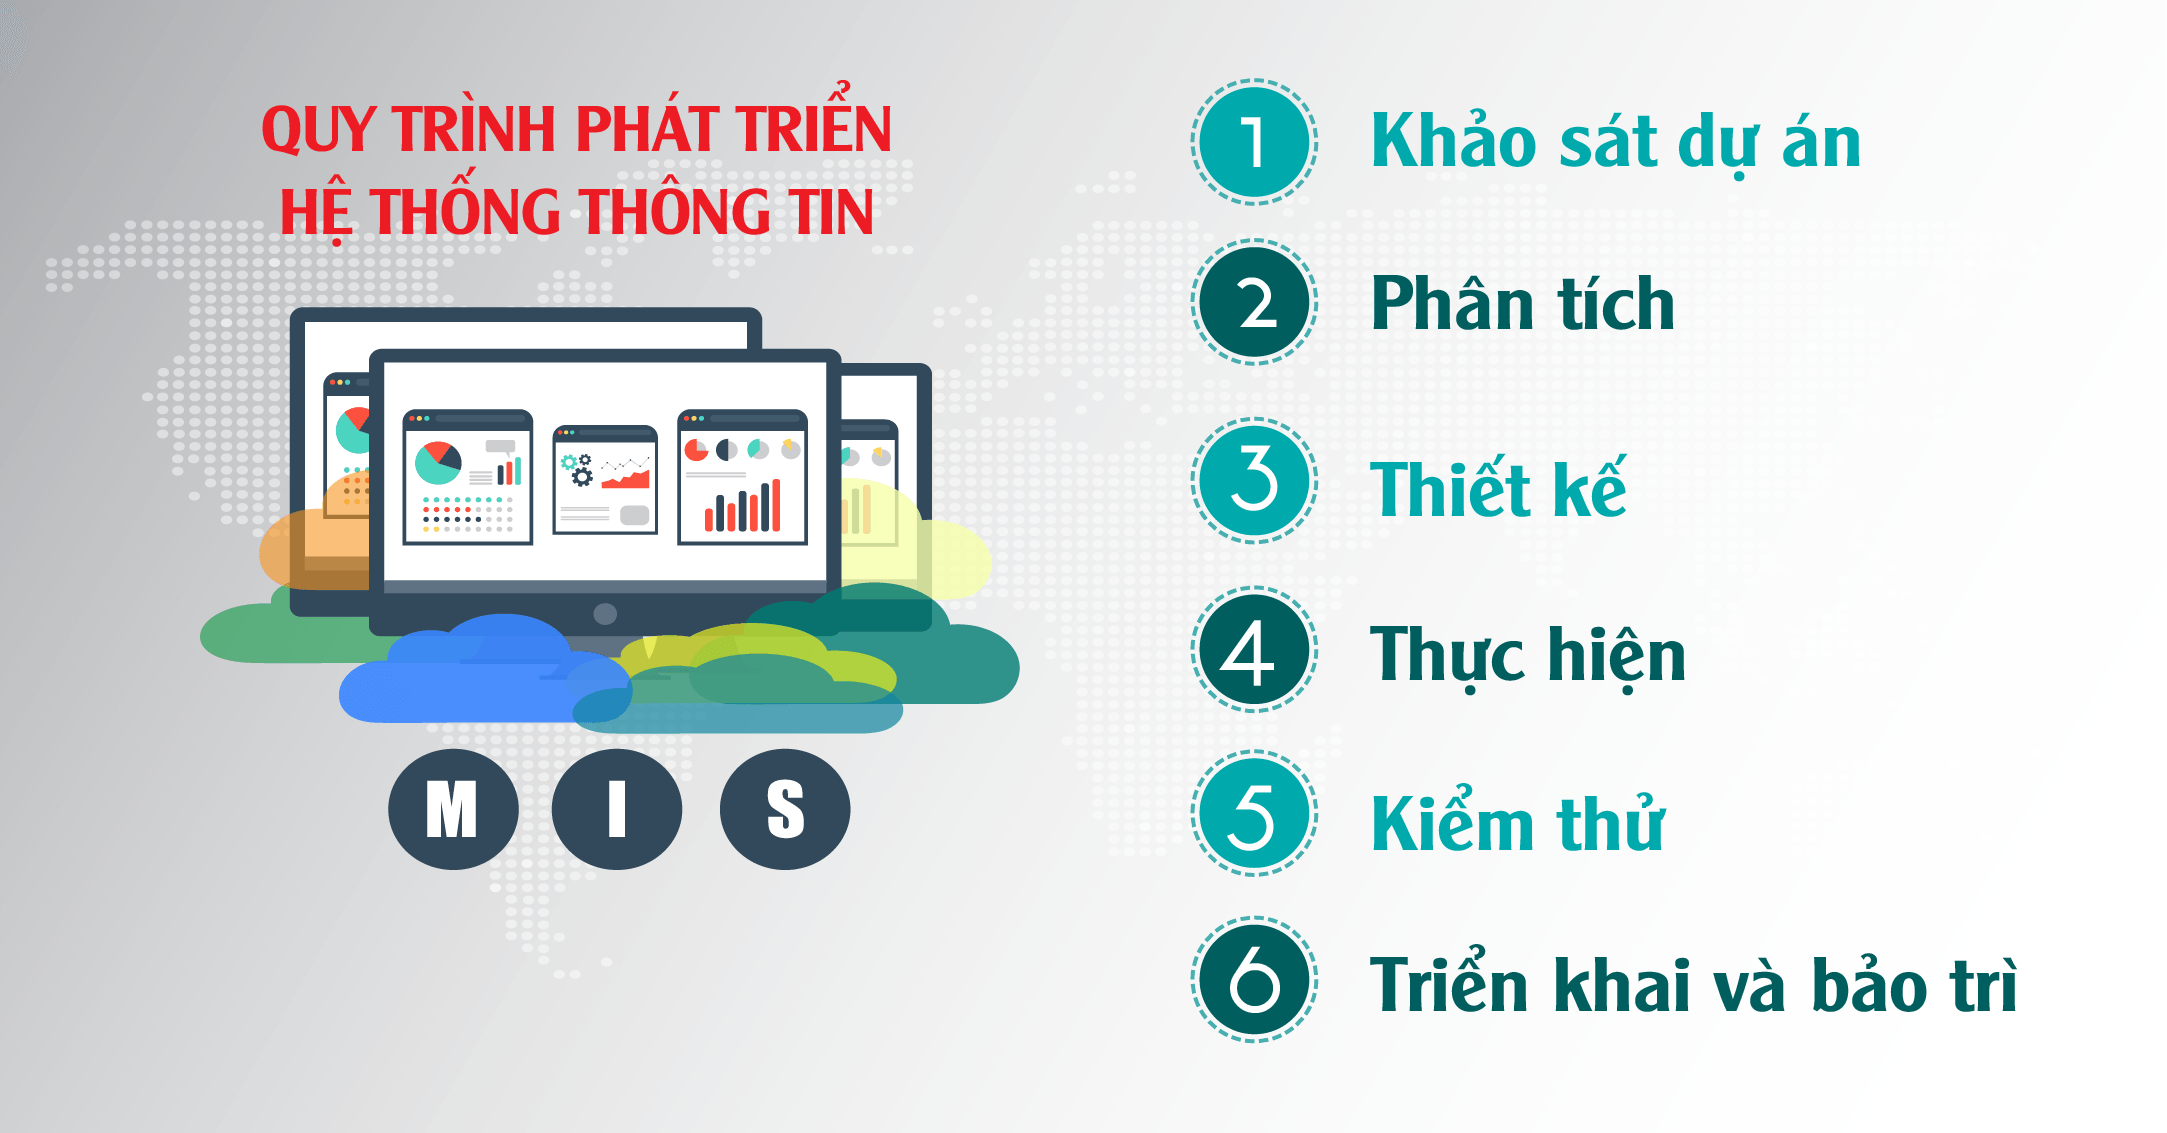 QUY TRÌNH PHÁT TRIỂN
HỆ THỐNG THÔNG TIN
M I S
1 Khảo sát dự án
2 Phân tích
3 Thiết kế
4 Thực hiện
5 Kiểm thử
6 Triển khai và bảo trì